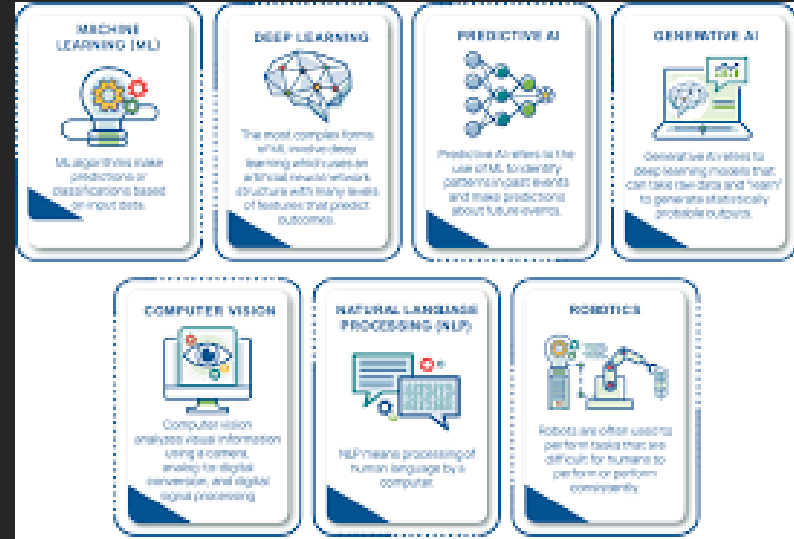 MACHINE
LEARNING (ML)
ML algorithms make
predictions or
classifications based
on input data.
DEEP LEARNING
The most complex forms
of ML involve deep
learning which uses an
artificial neural network
structure with many levels
of features that predict
outcomes.
PREDICTIVE AI
Predictive AI refers to the
use of ML to identify
patterns in past events
and make predictions
about future events.
GENERATIVE AI
Generative AI refers to
deep learning models that
can take raw data and "learn"
to generate statistically
probable outputs.
COMPUTER VISION
Computer vision
analyzes visual information
using a camera,
analog to digital
conversion, and digital
signal processing
NATURAL LANGUAGE
PROCESSING (NLP)
NLP means processing of
human language by a
computer.
ROBOTICS
Robots are often used to
perform tasks that are
difficult for humans to
perform or perform
consistently.